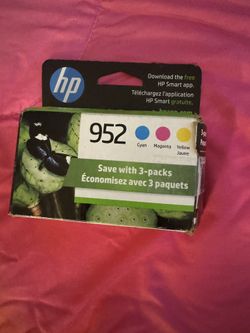 hp
Download the free
HP Smart app.
Téléchargez l'app
HP Smart gratuite.
952
Cyan
Magenta
Yellow
Jaune
Save with 3-packs
Économisez avec 3 paquets